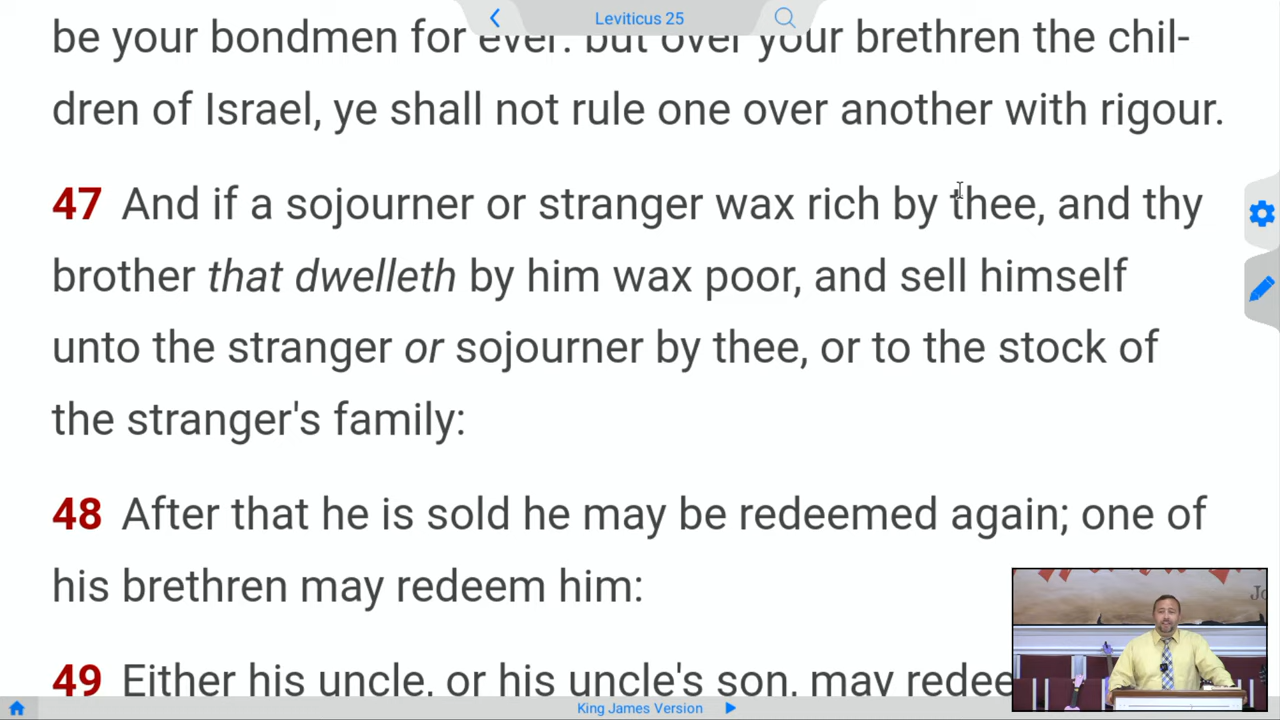 Leviticus 25
be your bondmen for ever: but over your brethren the chil-
dren of Israel, ye shall not rule one over another with rigour.
47 And if a sojourner or stranger wax rich by thee, and thy
brother that dwelleth by him wax poor, and sell himself
unto the stranger or sojourner by thee, or to the stock of
the stranger's family:
48 After that he is sold he may be redeemed again; one of
his brethren may redeem him:
49 Either his uncle, or his uncle's son, may
King James Version